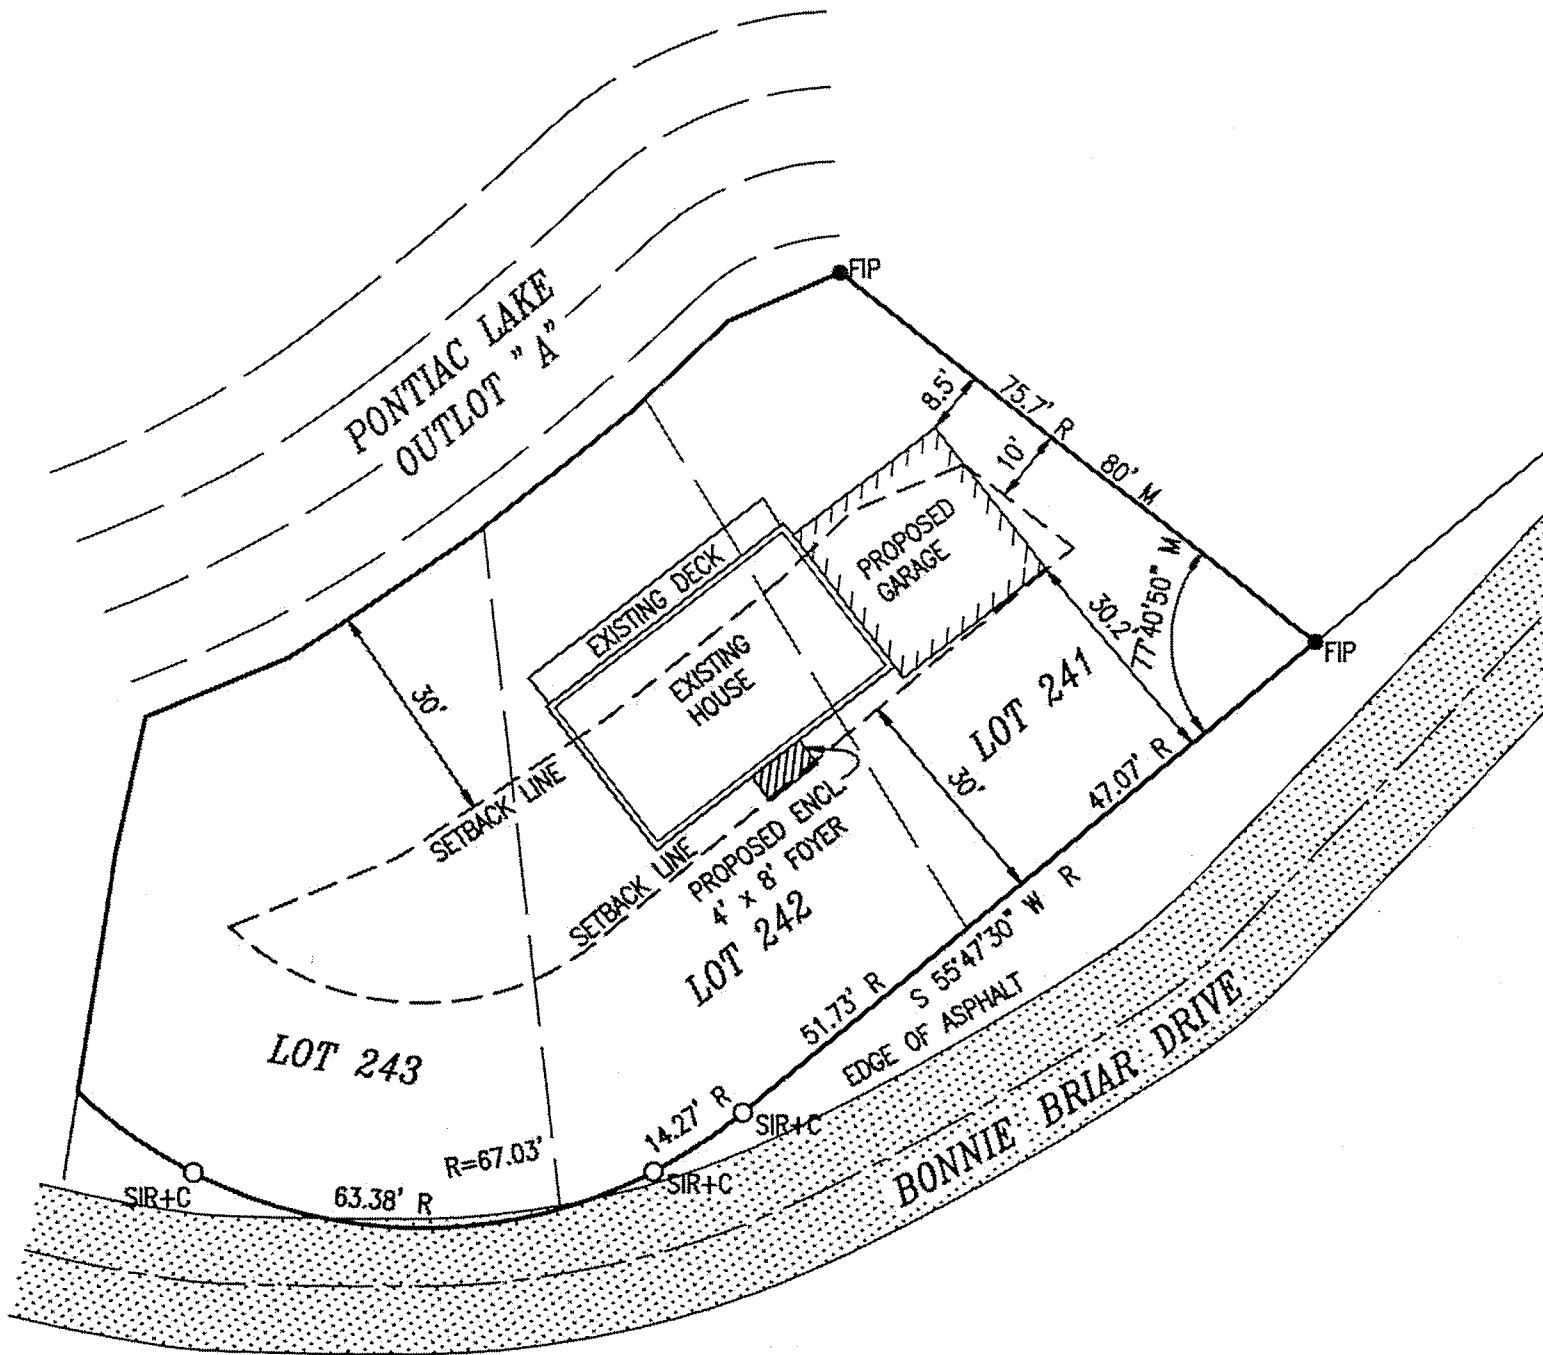 FIP
PONTIAC LAKE
OUTLOT "A"
8.5'
75.7' R
10'
80' M
PROPOSED
GARAGE
EXISTING DECK
EXISTING
HOUSE
30.2'
77°40'50" M
FIP
30'
LOT 241
30'
47.07' R
SETBACK LINE
SETBACK LINE
PROPOSED ENCL.
4' x 8' FOYER
LOT 242
S 55°47'30" W R
51.73' R
EDGE OF ASPHALT
LOT 243
14.27' R
SIR+C
R=67.03'
SIR+C
63.38' R
SIR+C
BONNIE BRIAR DRIVE